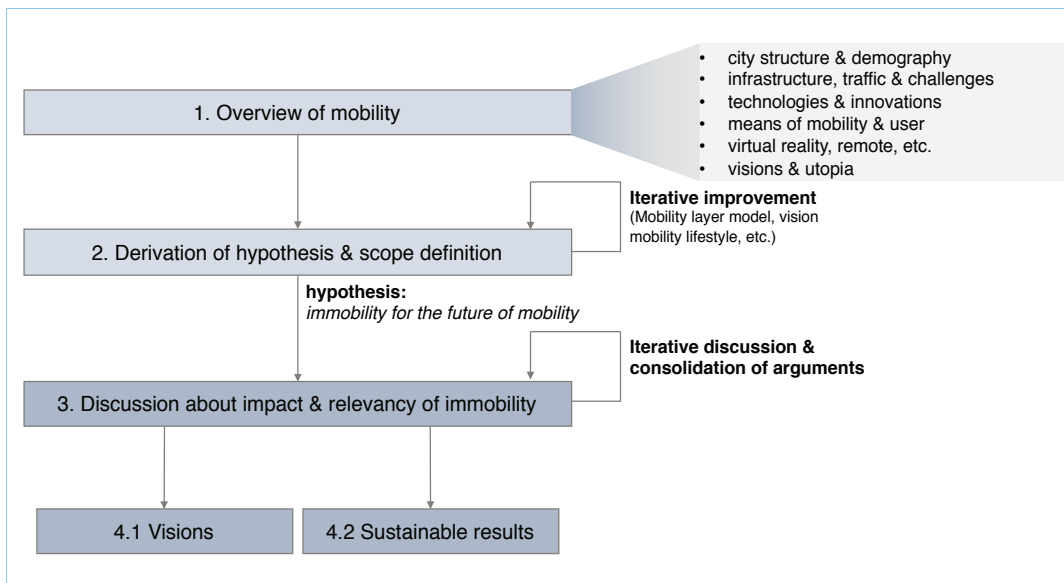 1. Overview of mobility
• city structure & demography
• infrastructure, traffic & challenges
• technologies & innovations
• means of mobility & user
• virtual reality, remote, etc.
• visions & utopia
Iterative improvement
(Mobility layer model, vision
mobility lifestyle, etc.)
2. Derivation of hypothesis & scope definition
hypothesis:
immobility for the future of mobility
Iterative discussion &
consolidation of arguments
3. Discussion about impact & relevancy of immobility
4.1 Visions
4.2 Sustainable results